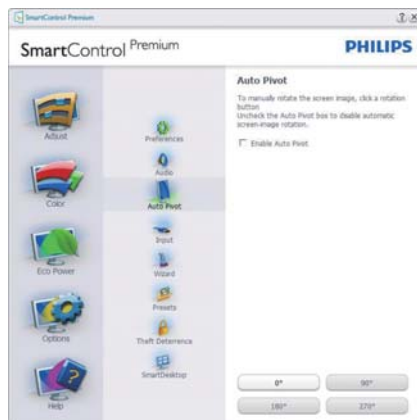 SmartControl Premium
SmartControl Premium
PHILIPS
Adjust
Color
Eco Power
Options
Help
Preferences
Audio
Auto Pivot
Input
Wizard
Presets
Theft Deterrence
SmartDesktop
Auto Pivot
To manually rotate the screen image, click a rotation
button
Uncheck the Auto Pivot box to disable automatic
screen-image rotation.
Enable Auto Pivot
0°
90°
180°
270°